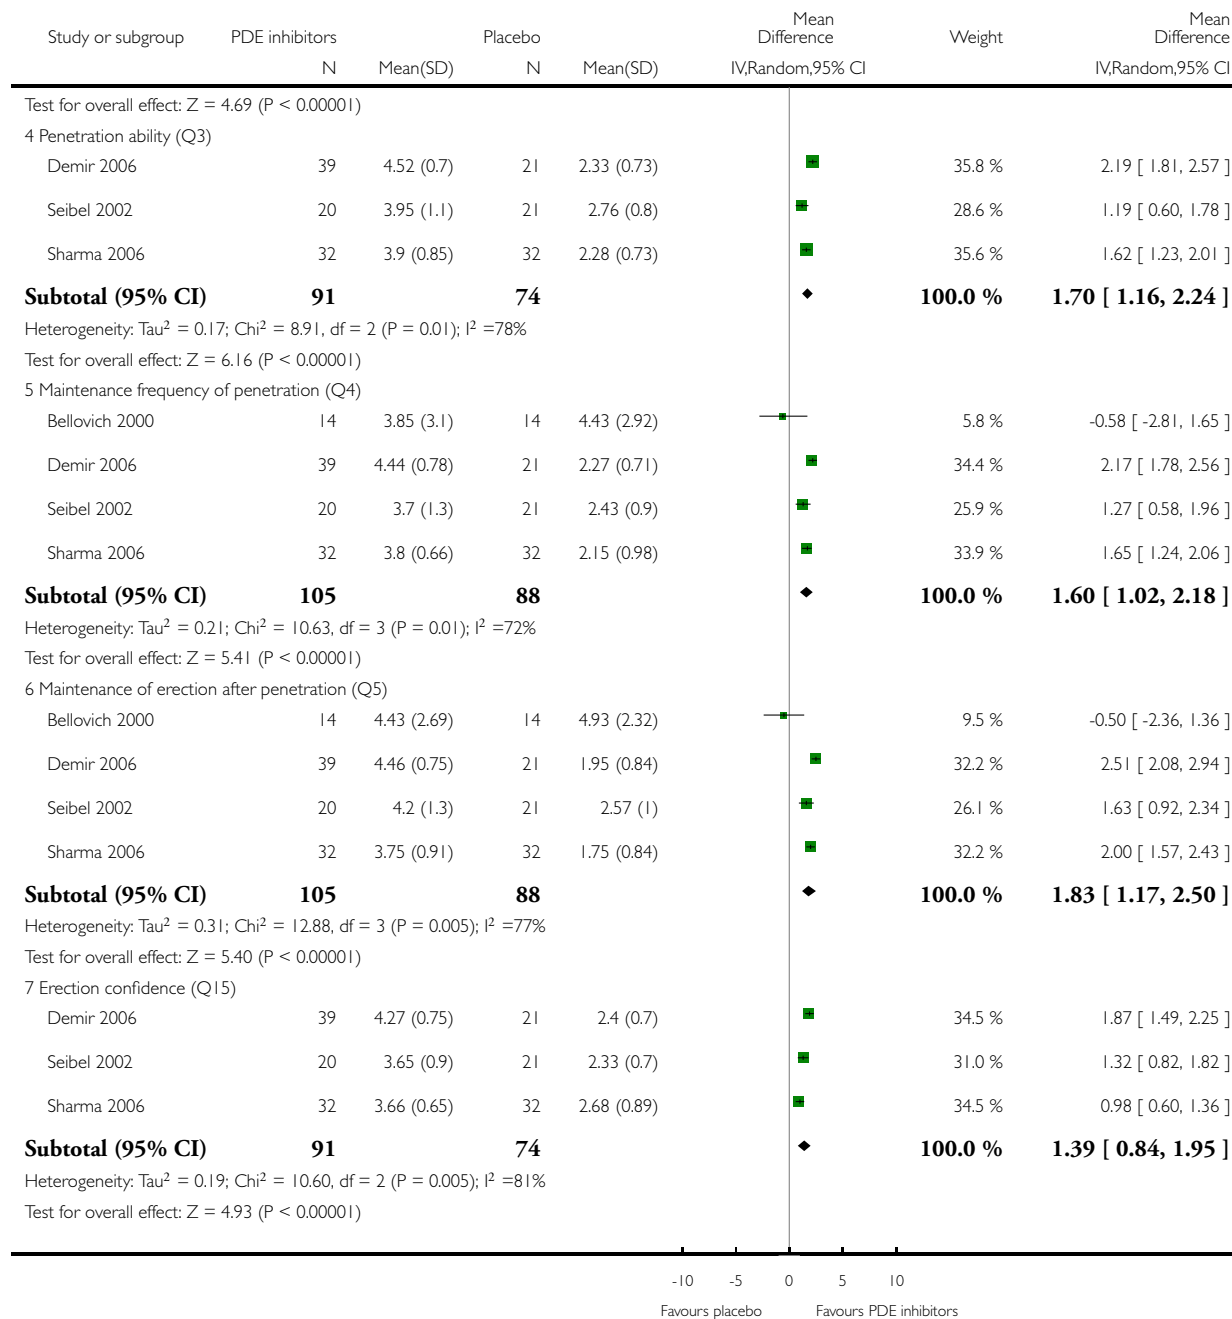 Study or subgroup PDE inhibitors Placebo Mean Difference Weight Mean Difference
N Mean(SD) N Mean(SD) IV,Random,95% CI IV,Random,95% CI
Test for overall effect: Z = 4.69 (P < 0.00001)
4 Penetration ability (Q3)
Demir 2006 39 4.52 (0.7) 21 2.33 (0.73) 35.8 % 2.19 [ 1.81, 2.57 ]
Seibel 2002 20 3.95 (1.1) 21 2.76 (0.8) 28.6 % 1.19 [ 0.60, 1.78 ]
Sharma 2006 32 3.9 (0.85) 32 2.28 (0.73) 35.6 % 1.62 [ 1.23, 2.01 ]
Subtotal (95% CI) 91 74 100.0 % 1.70 [ 1.16, 2.24 ]
Heterogeneity: Tau² = 0.17; Chi² = 8.91, df = 2 (P = 0.01); I² =78%
Test for overall effect: Z = 6.16 (P < 0.00001)
5 Maintenance frequency of penetration (Q4)
Bellovich 2000 14 3.85 (3.1) 14 4.43 (2.92) 5.8 % -0.58 [ -2.81, 1.65 ]
Demir 2006 39 4.44 (0.78) 21 2.27 (0.71) 34.4 % 2.17 [ 1.78, 2.56 ]
Seibel 2002 20 3.7 (1.3) 21 2.43 (0.9) 25.9 % 1.27 [ 0.58, 1.96 ]
Sharma 2006 32 3.8 (0.66) 32 2.15 (0.98) 33.9 % 1.65 [ 1.24, 2.06 ]
Subtotal (95% CI) 105 88 100.0 % 1.60 [ 1.02, 2.18 ]
Heterogeneity: Tau² = 0.21; Chi² = 10.63, df = 3 (P = 0.01); I² =72%
Test for overall effect: Z = 5.41 (P < 0.00001)
6 Maintenance of erection after penetration (Q5)
Bellovich 2000 14 4.43 (2.69) 14 4.93 (2.32) 9.5 % -0.50 [ -2.36, 1.36 ]
Demir 2006 39 4.46 (0.75) 21 1.95 (0.84) 32.2 % 2.51 [ 2.08, 2.94 ]
Seibel 2002 20 4.2 (1.3) 21 2.57 (1) 26.1 % 1.63 [ 0.92, 2.34 ]
Sharma 2006 32 3.75 (0.91) 32 1.75 (0.84) 32.2 % 2.00 [ 1.57, 2.43 ]
Subtotal (95% CI) 105 88 100.0 % 1.83 [ 1.17, 2.50 ]
Heterogeneity: Tau² = 0.31; Chi² = 12.88, df = 3 (P = 0.005); I² =77%
Test for overall effect: Z = 5.40 (P < 0.00001)
7 Erection confidence (Q15)
Demir 2006 39 4.27 (0.75) 21 2.4 (0.7) 34.5 % 1.87 [ 1.49, 2.25 ]
Seibel 2002 20 3.65 (0.9) 21 2.33 (0.7) 31.0 % 1.32 [ 0.82, 1.82 ]
Sharma 2006 32 3.66 (0.65) 32 2.68 (0.89) 34.5 % 0.98 [ 0.60, 1.36 ]
Subtotal (95% CI) 91 74 100.0 % 1.39 [ 0.84, 1.95 ]
Heterogeneity: Tau² = 0.19; Chi² = 10.60, df = 2 (P = 0.005); I² =81%
Test for overall effect: Z = 4.93 (P < 0.00001)
-10 -5 0 5 10
Favours placebo Favours PDE inhibitors